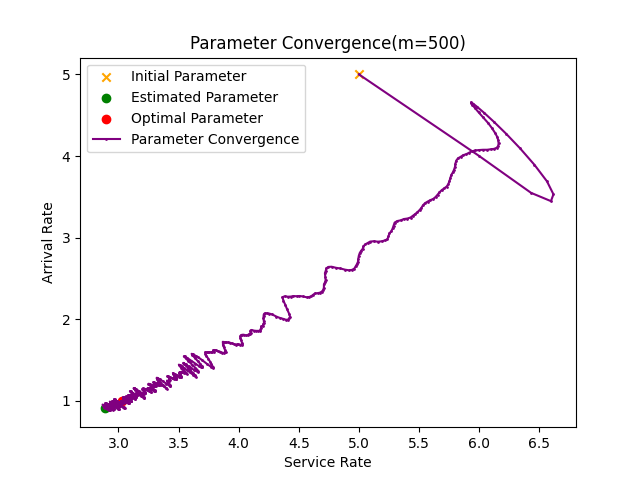 Parameter Convergence(m=500)
Initial Parameter
Estimated Parameter
Optimal Parameter
Parameter Convergence
Arrival Rate
5
4
3
2
1
3.0 3.5 4.0 4.5 5.0 5.5 6.0 6.5
Service Rate